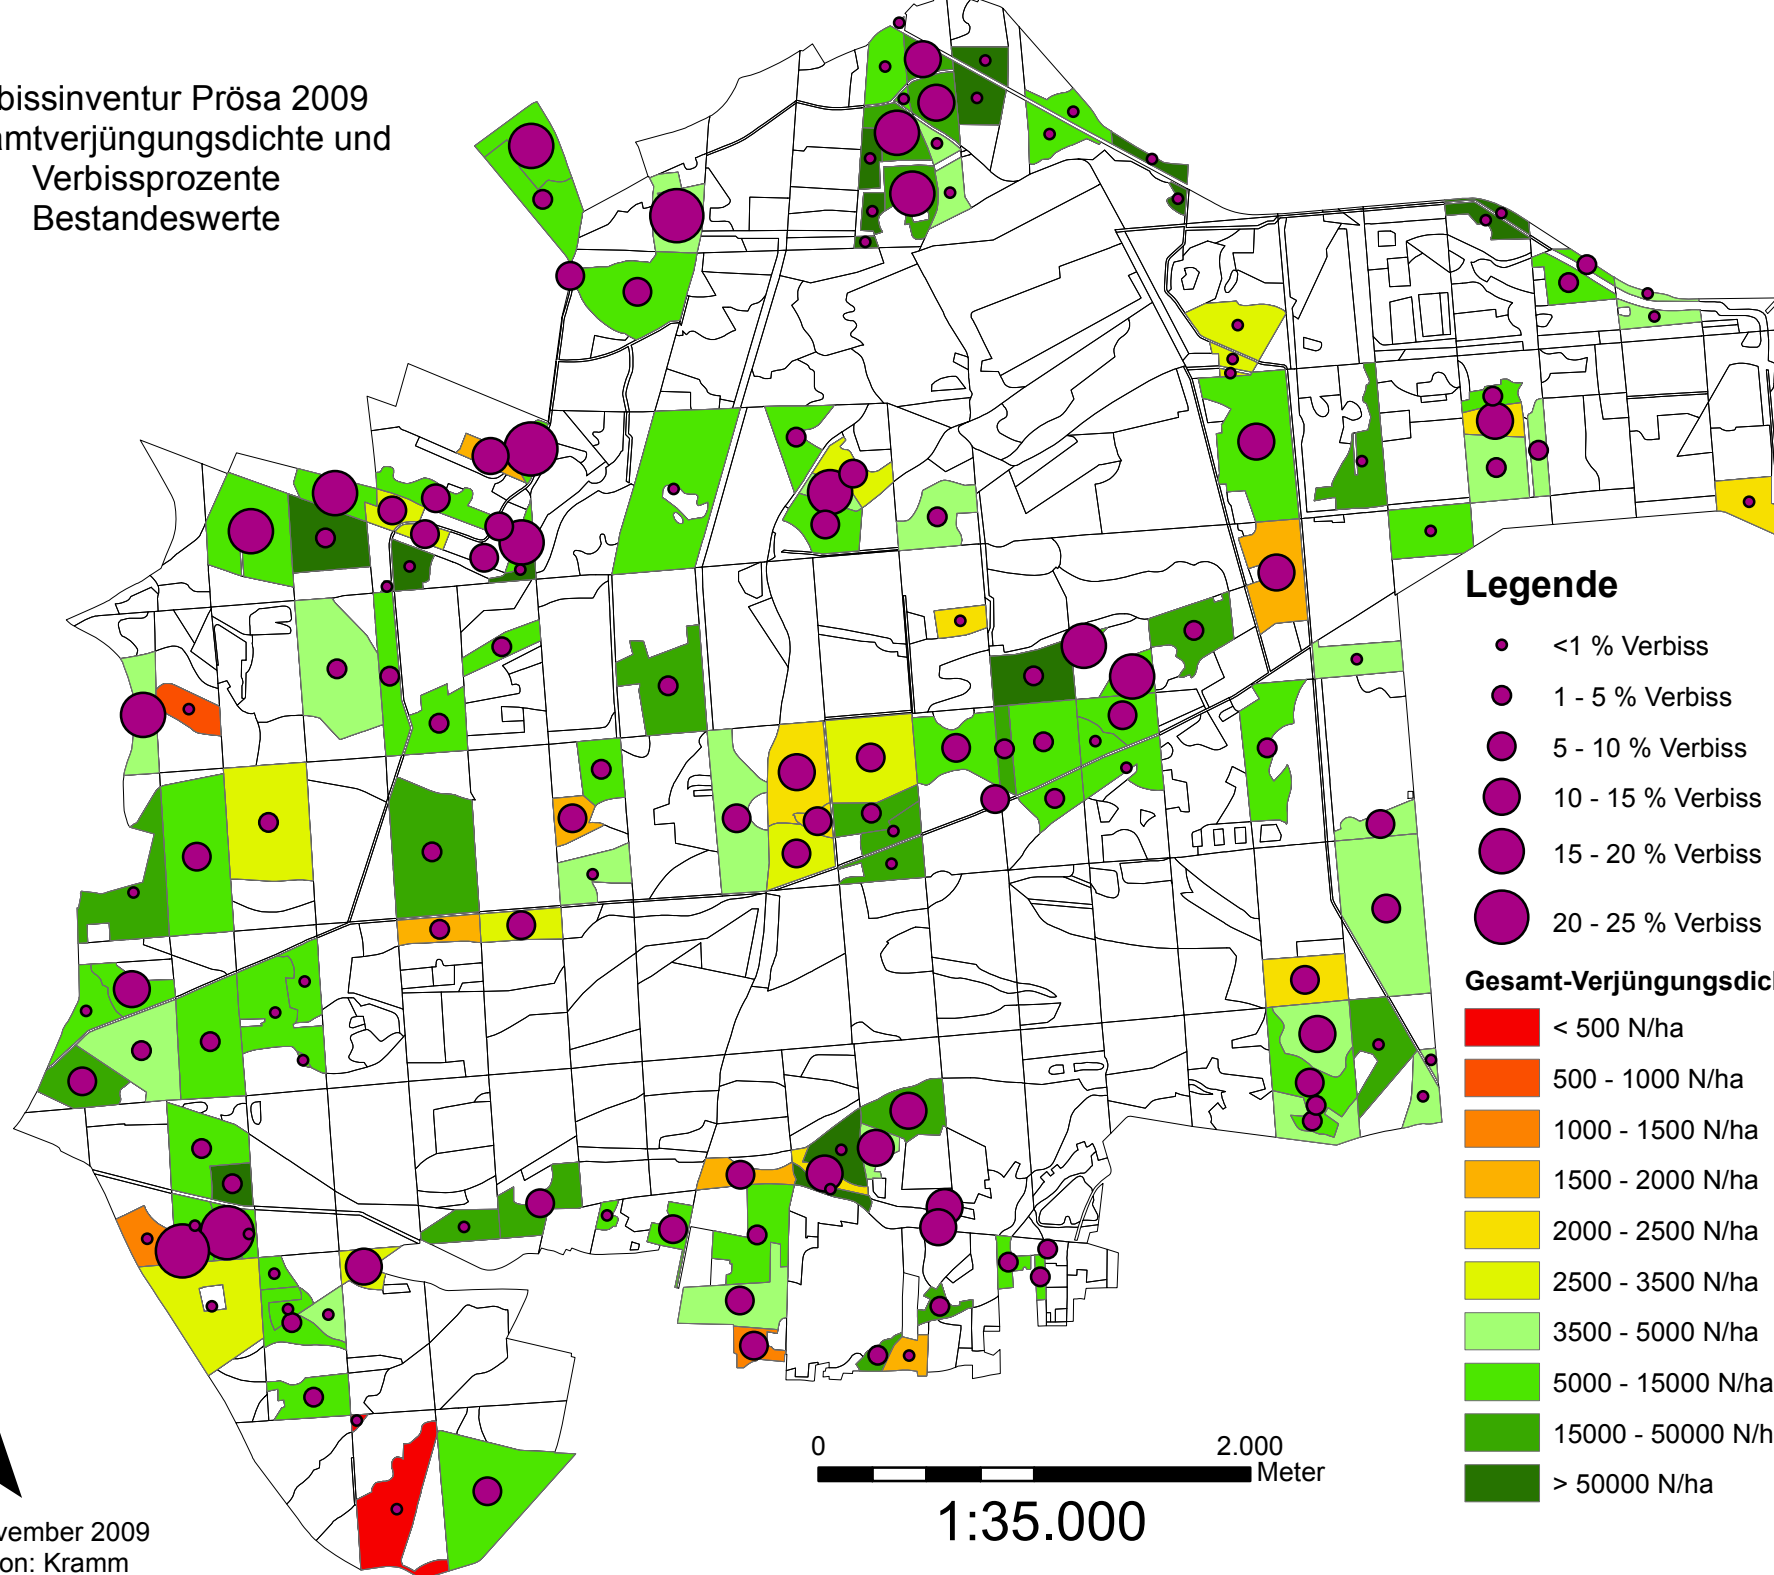 bissinventur Prösa 2009
amtverjüngungsdichte und
Verbissprozente
Bestandeswerte
Legende
<1 % Verbiss
1 - 5 % Verbiss
5 - 10 % Verbiss
10 - 15 % Verbiss
15 - 20 % Verbiss
20 - 25 % Verbiss
Gesamt-Verjüngungsdic
< 500 N/ha
500 - 1000 N/ha
1000 - 1500 N/ha
1500 - 2000 N/ha
2000 - 2500 N/ha
2500 - 3500 N/ha
3500 - 5000 N/ha
5000 - 15000 N/ha
15000 - 50000 N/h
> 50000 N/ha
0 2.000
Meter
1:35.000
vember 2009
on: Kramm